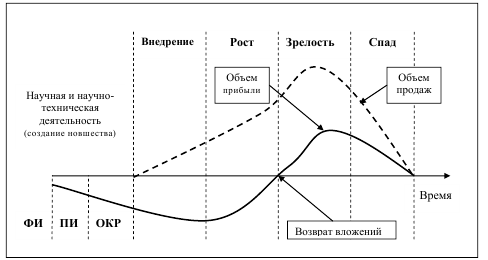 Внедрение Рост Зрелость Спад
Научная и научно-
техническая
деятельность
(создание новшества)
Объем
прибыли
Объем
продаж
Время
ФИ ПИ ОКР
Возврат вложений